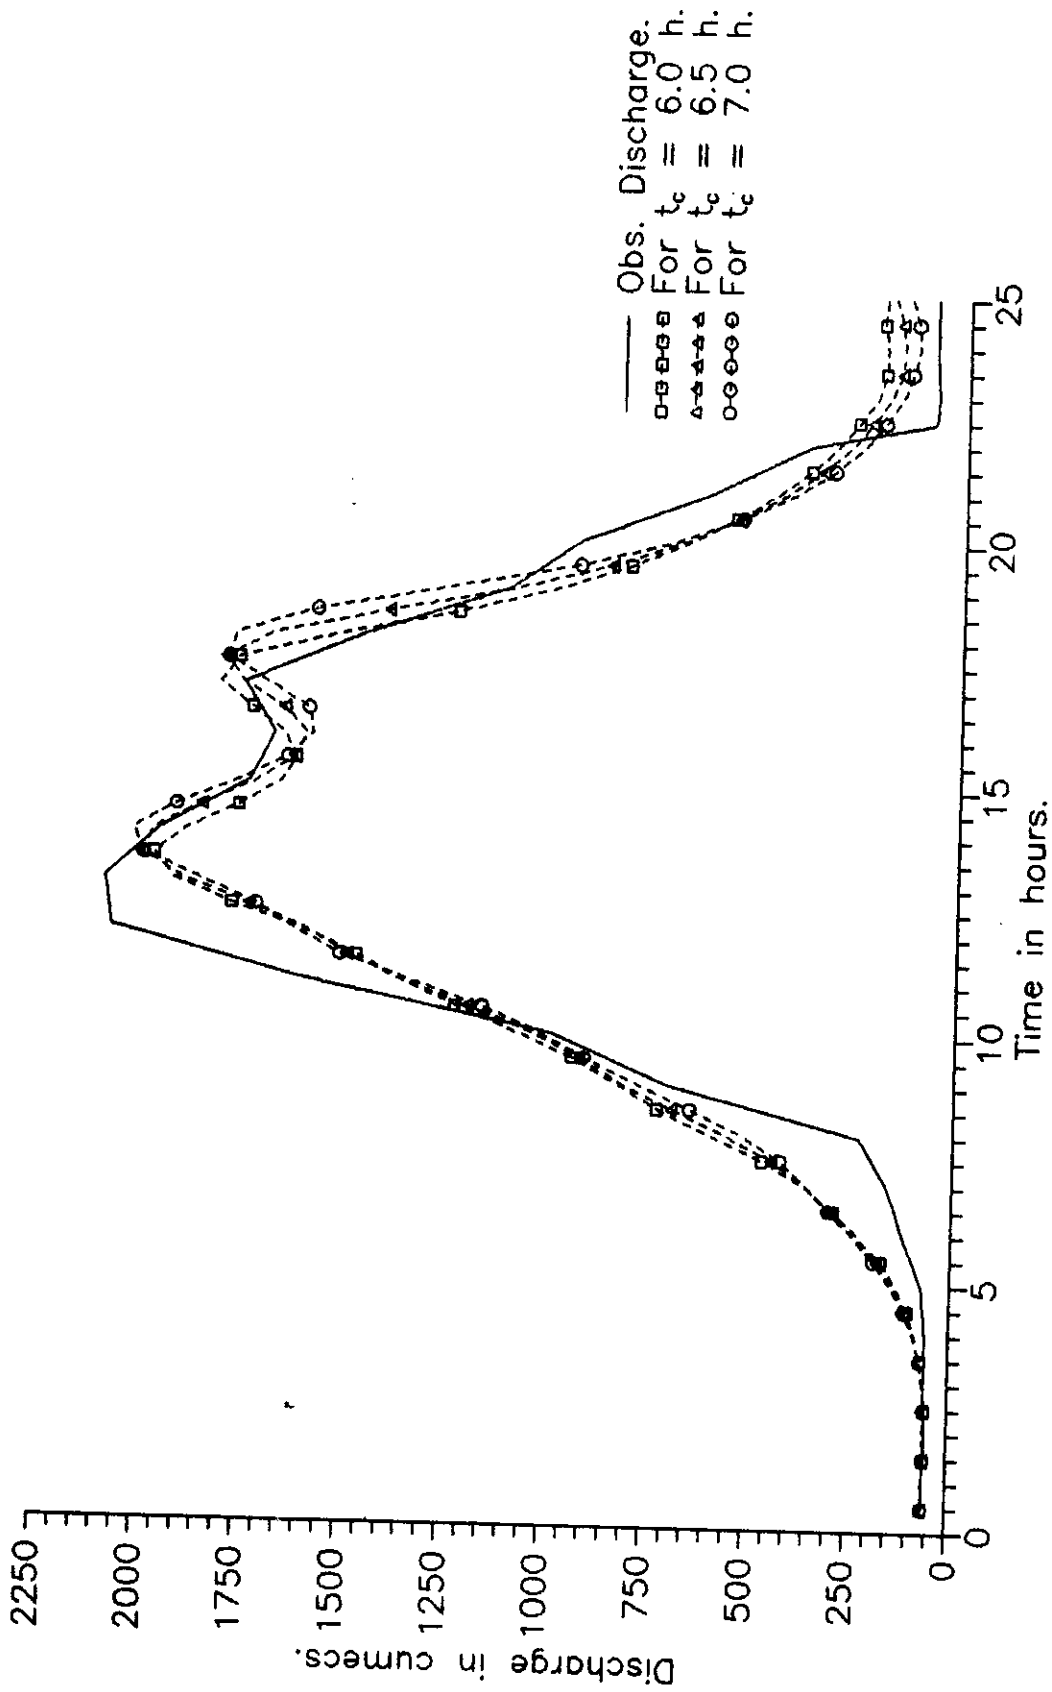 2250
2000
1750
1500
1250
1000
750
500
250
0
Discharge in cumecs.
0
5
10
15
20
25
Time in hours.
Obs. Discharge.
For tc = 6.0 h.
For tc = 6.5 h.
For tc = 7.0 h.